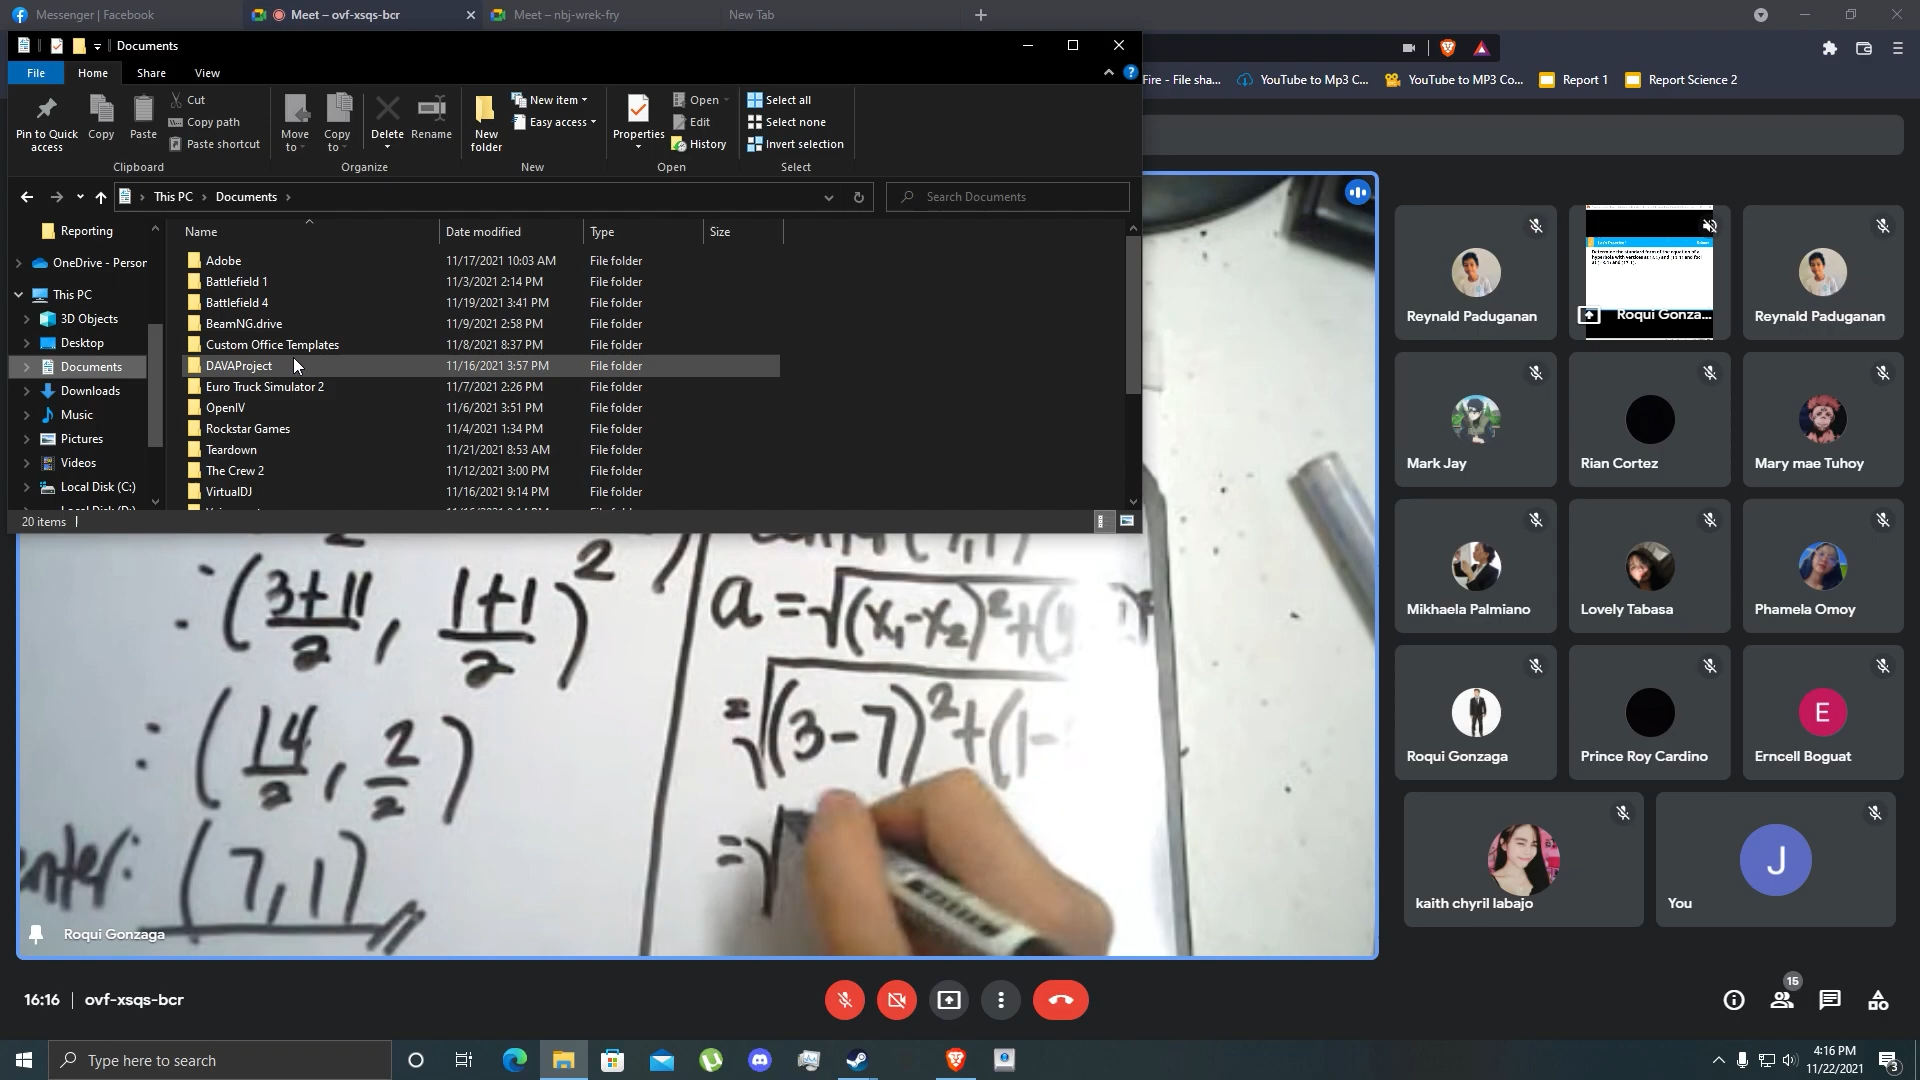 Messenger | Facebook
Meet – ovf-xsqs-bcr
Meet – nbj-wrek-fry
New Tab
Documents
File
Home
Share
View
Fire - File sha...
YouTube to Mp3 C...
YouTube to MP3 Co...
Report 1
Report Science 2
Pin to Quick access
Copy
Paste
Cut
Copy path
Paste shortcut
Clipboard
Move to
Copy to
Delete
Rename
Organize
New folder
New item
Easy access
New
Properties
Open
Edit
History
Open
Select all
Select none
Invert selection
Select
This PC
Documents
Search Documents
Reporting
OneDrive - Person
This PC
3D Objects
Desktop
Documents
Downloads
Music
Pictures
Videos
Local Disk (C:)
Name Date modified Type Size
Adobe 11/17/2021 10:03 AM File folder
Battlefield 1 11/3/2021 2:14 PM File folder
Battlefield 4 11/19/2021 3:41 PM File folder
BeamNG.drive 11/9/2021 2:58 PM File folder
Custom Office Templates 11/8/2021 8:37 PM File folder
DAVAProject 11/16/2021 3:57 PM File folder
Euro Truck Simulator 2 11/7/2021 2:26 PM File folder
OpenIV 11/6/2021 3:51 PM File folder
Rockstar Games 11/4/2021 1:34 PM File folder
Teardown 11/21/2021 8:53 AM File folder
The Crew 2 11/12/2021 3:00 PM File folder
VirtualDJ 11/16/2021 9:14 PM File folder
20 items
: (3+11/2, 1+1/2)
: (14/2, 2/2)
(7,1)
a = √(x₁-x₂)²+(
= √(3-7)²+(1-
= √
Roqui Gonzaga
Reynald Paduganan
Roqui Gonza...
Reynald Paduganan
Mark Jay
Rian Cortez
Mary mae Tuhoy
Mikhaela Palmiano
Lovely Tabasa
Phamela Omoy
Roqui Gonzaga
Prince Roy Cardino
E
Erncell Boguat
kaith chyril labajo
J
You
16:16 | ovf-xsqs-bcr
15
Type here to search
4:16 PM
11/22/2021
3